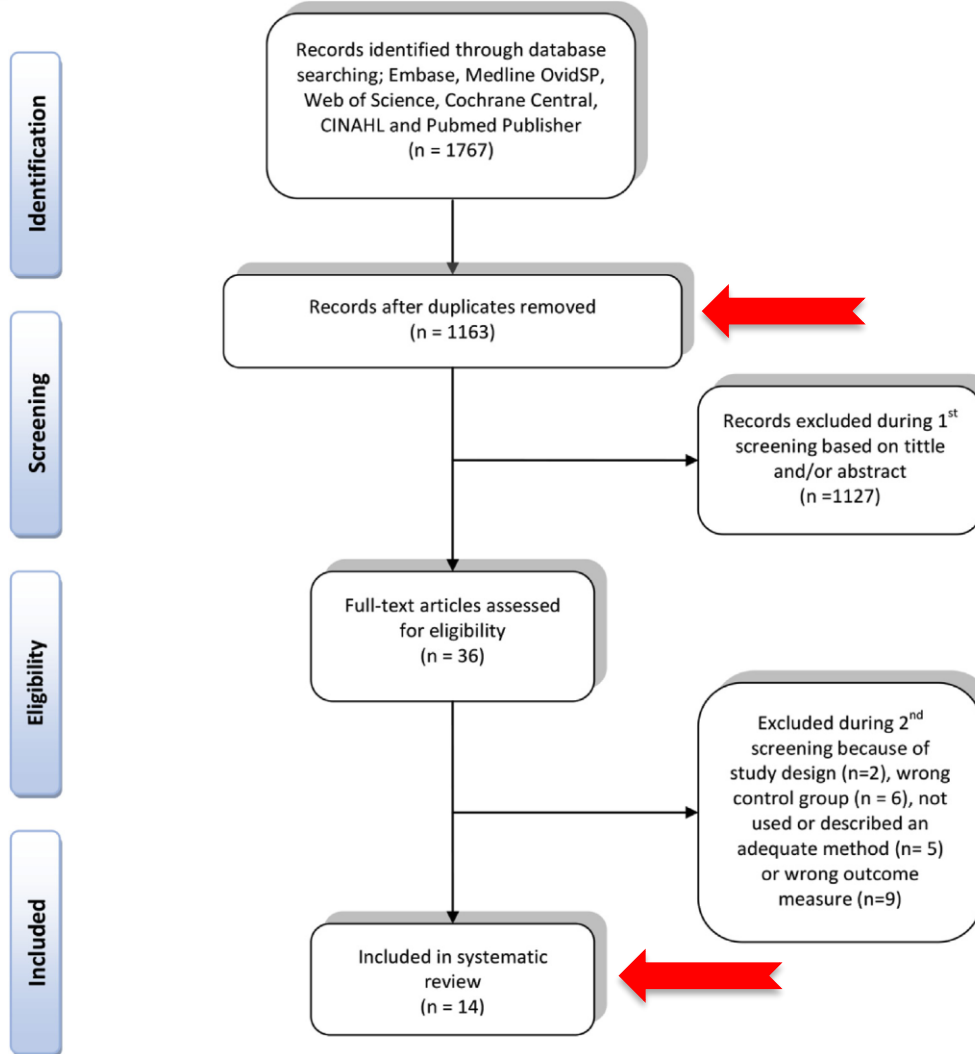 Identification
Records identified through database
searching; Embase, Medline OvidSP,
Web of Science, Cochrane Central,
CINAHL and Pubmed Publisher
(n = 1767)
Records after duplicates removed
(n = 1163)
Screening
Records excluded during 1st
screening based on tittle
and/or abstract
(n =1127)
Eligibility
Full-text articles assessed
for eligibility
(n = 36)
Excluded during 2nd
screening because of
study design (n=2), wrong
control group (n = 6), not
used or described an
adequate method (n= 5)
or wrong outcome
measure (n=9)
Included
Included in systematic
review
(n = 14)